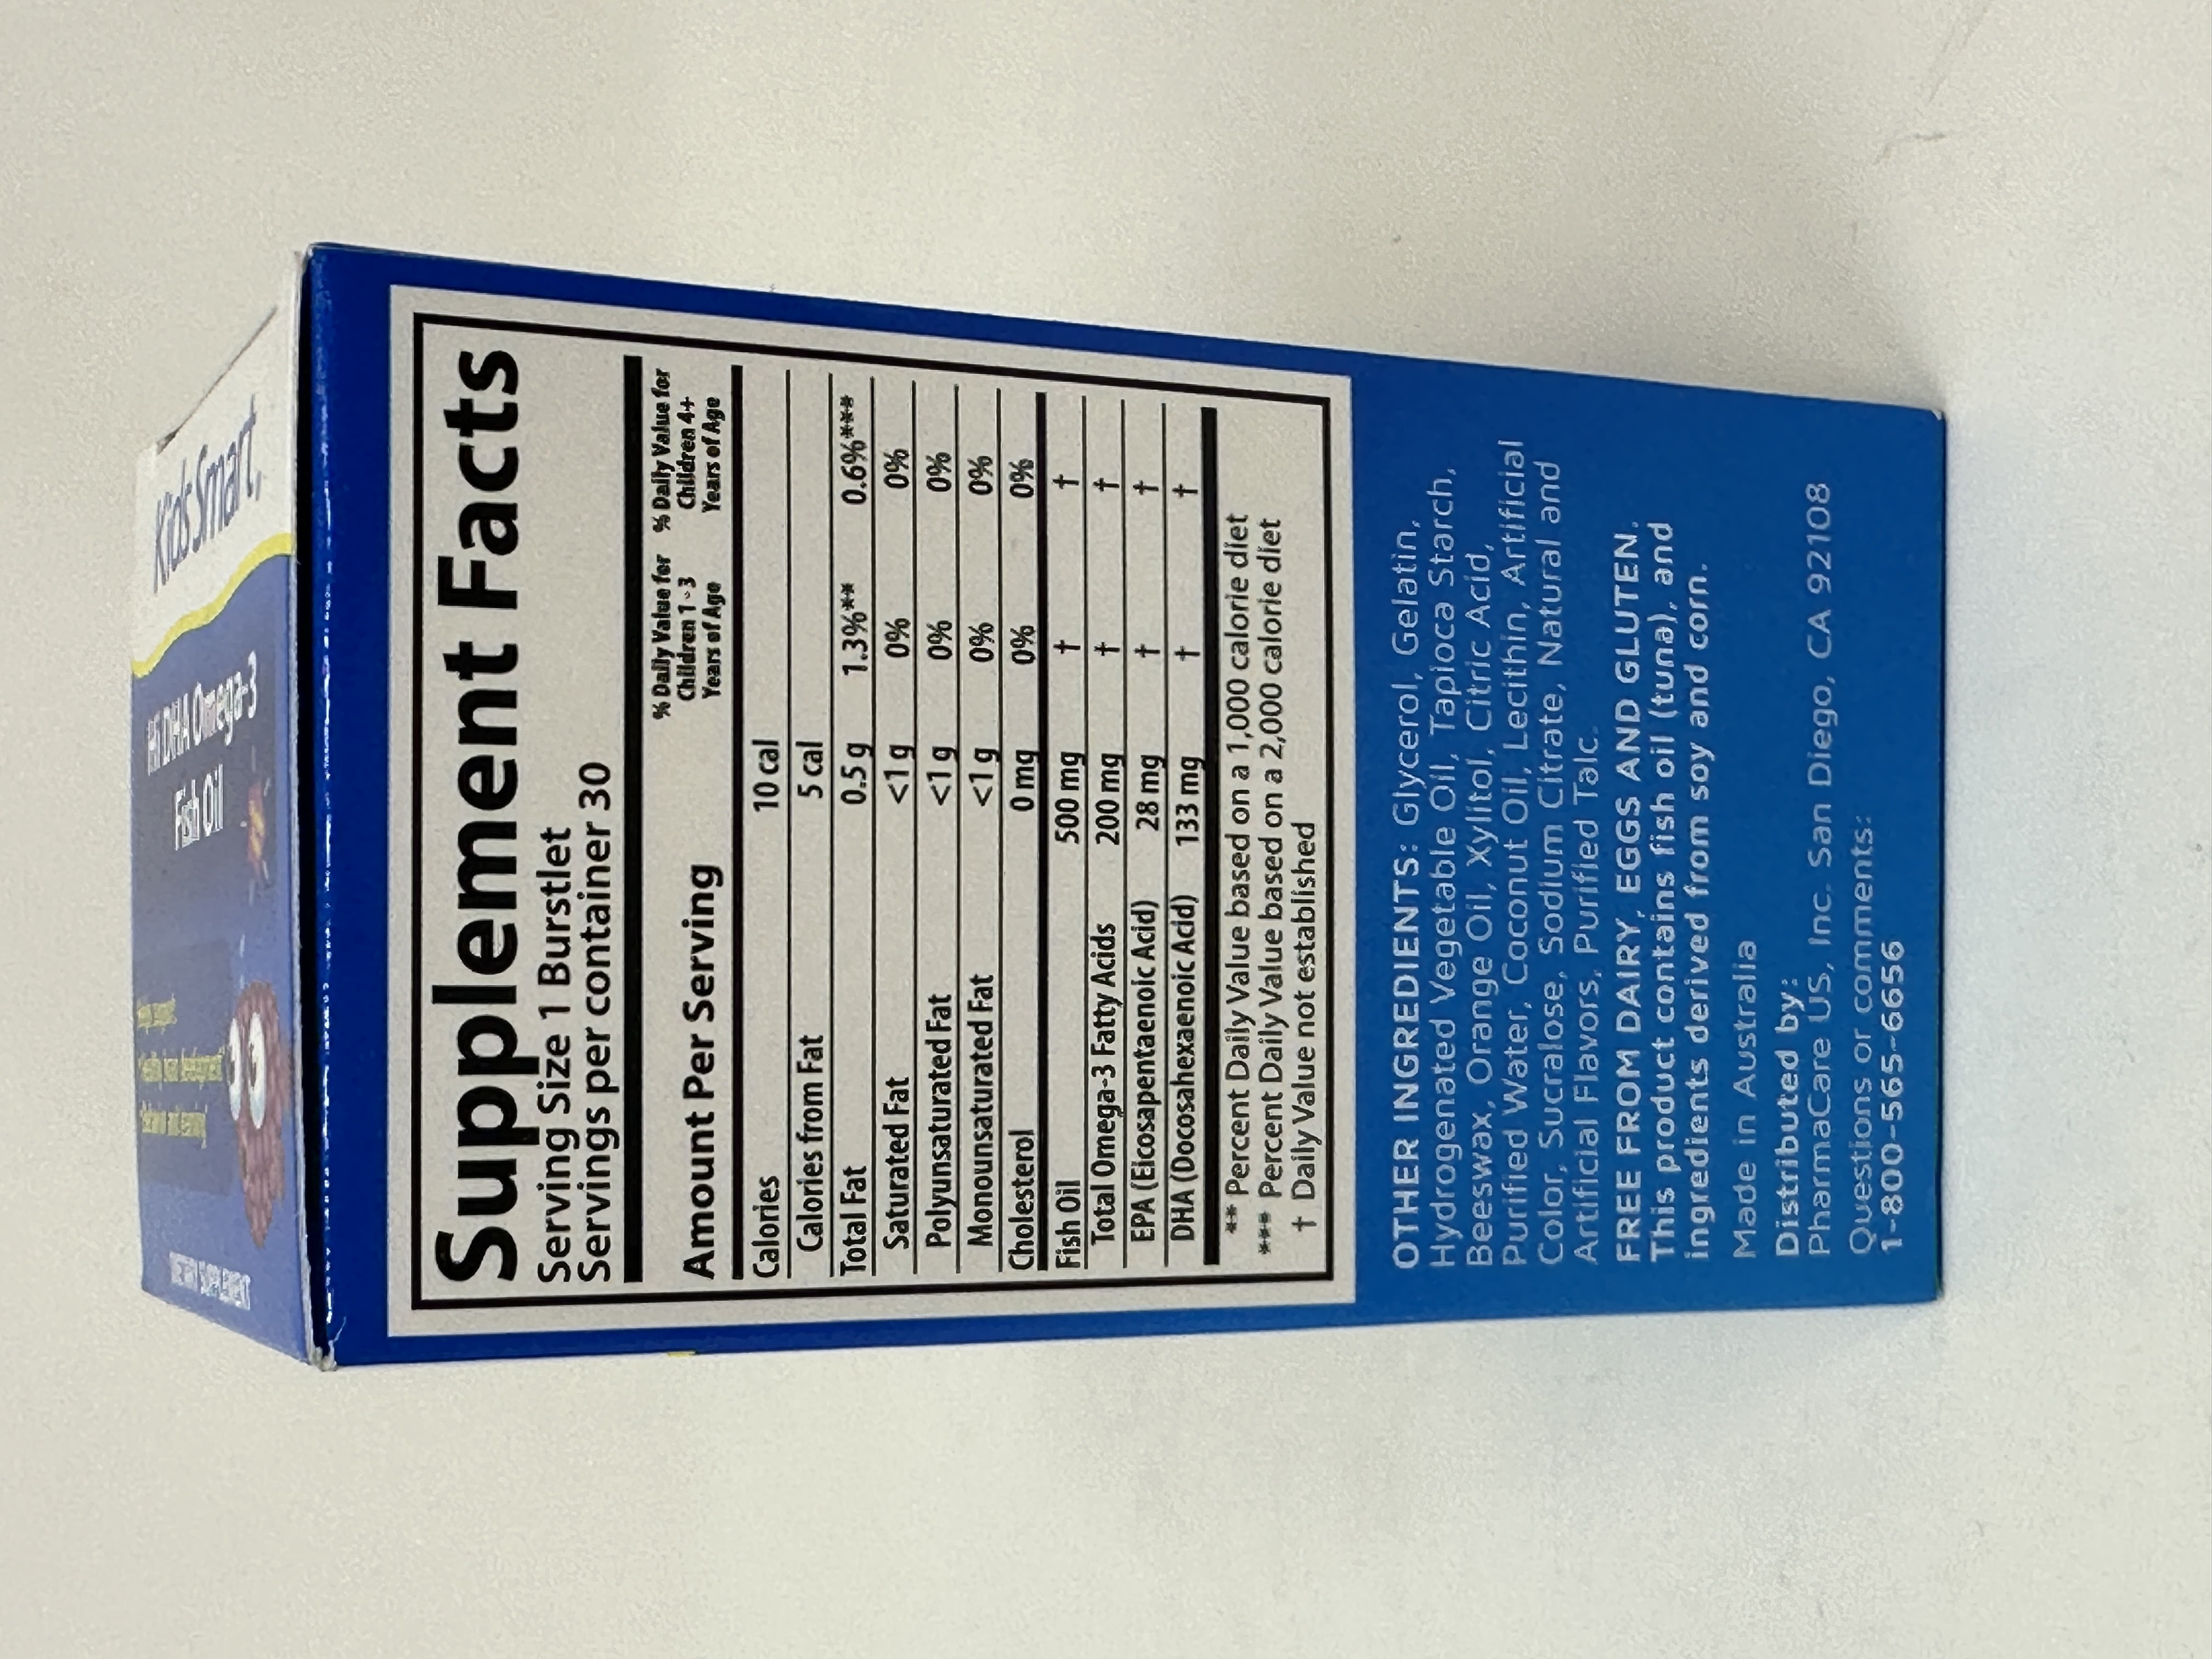 Kids Smart
Hi DHA Omega-3
Fish Oil
DIETARY SUPPLEMENT
Supplement Facts
Serving Size 1 Burstlet
Servings per container 30
Amount Per Serving % Daily Value for Children 1-3 Years of Age % Daily Value for Children 4+ Years of Age
Calories 10 cal
Calories from Fat 5 cal
Total Fat 0.5 g 1.3%** 0.6%***
Saturated Fat <1 g 0% 0%
Polyunsaturated Fat <1 g 0% 0%
Monounsaturated Fat <1 g 0% 0%
Cholesterol 0 mg 0% 0%
Fish Oil 500 mg † †
Total Omega-3 Fatty Acids 200 mg † †
EPA (Eicosapentaenoic Acid) 28 mg † †
DHA (Docosahexaenoic Acid) 133 mg † †
** Percent Daily Value based on a 1,000 calorie diet
*** Percent Daily Value based on a 2,000 calorie diet
† Daily Value not established
OTHER INGREDIENTS: Glycerol, Gelatin,
Hydrogenated Vegetable Oil, Tapioca Starch,
Beeswax, Orange Oil, Xylitol, Citric Acid,
Purified Water, Coconut Oil, Lecithin, Artificial
Color, Sucralose, Sodium Citrate, Natural and
Artificial Flavors, Purified Talc.
FREE FROM DAIRY, EGGS AND GLUTEN.
This product contains fish oil (tuna), and
ingredients derived from soy and corn.
Made in Australia
Distributed by:
PharmaCare US, Inc. San Diego, CA 92108
Questions or comments:
1-800-565-6656